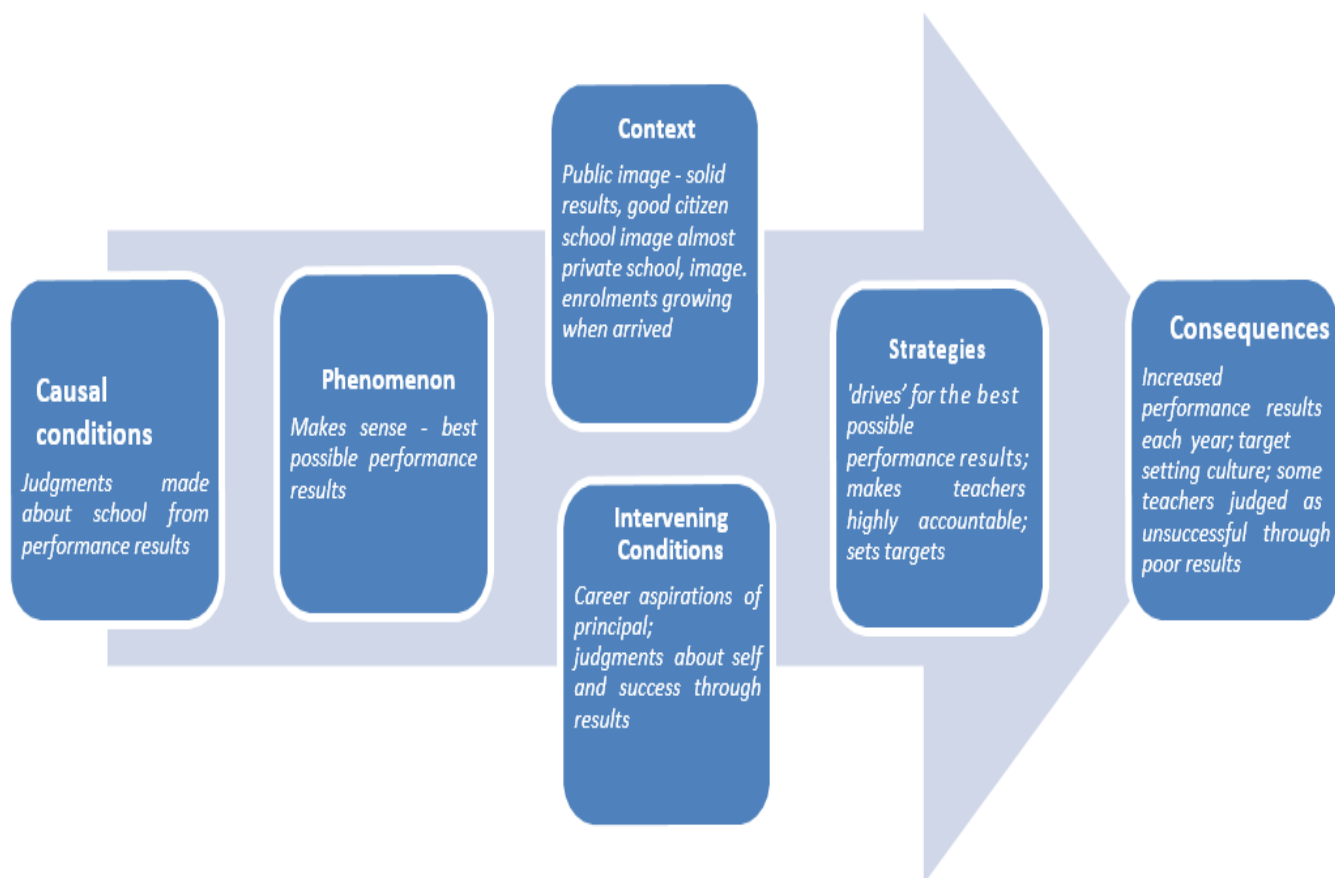 Causal
conditions
Judgments made
about school from
performance results
Phenomenon
Makes sense - best
possible performance
results
Context
Public image - solid
results, good citizen
school image almost
private school, image.
enrolments growing
when arrived
Intervening
Conditions
Career aspirations of
principal;
judgments about self
and success through
results
Strategies
'drives’ for the best
possible
performance results;
makes teachers
highly accountable;
sets targets
Consequences
Increased
performance results
each year; target
setting culture; some
teachers judged as
unsuccessful through
poor results